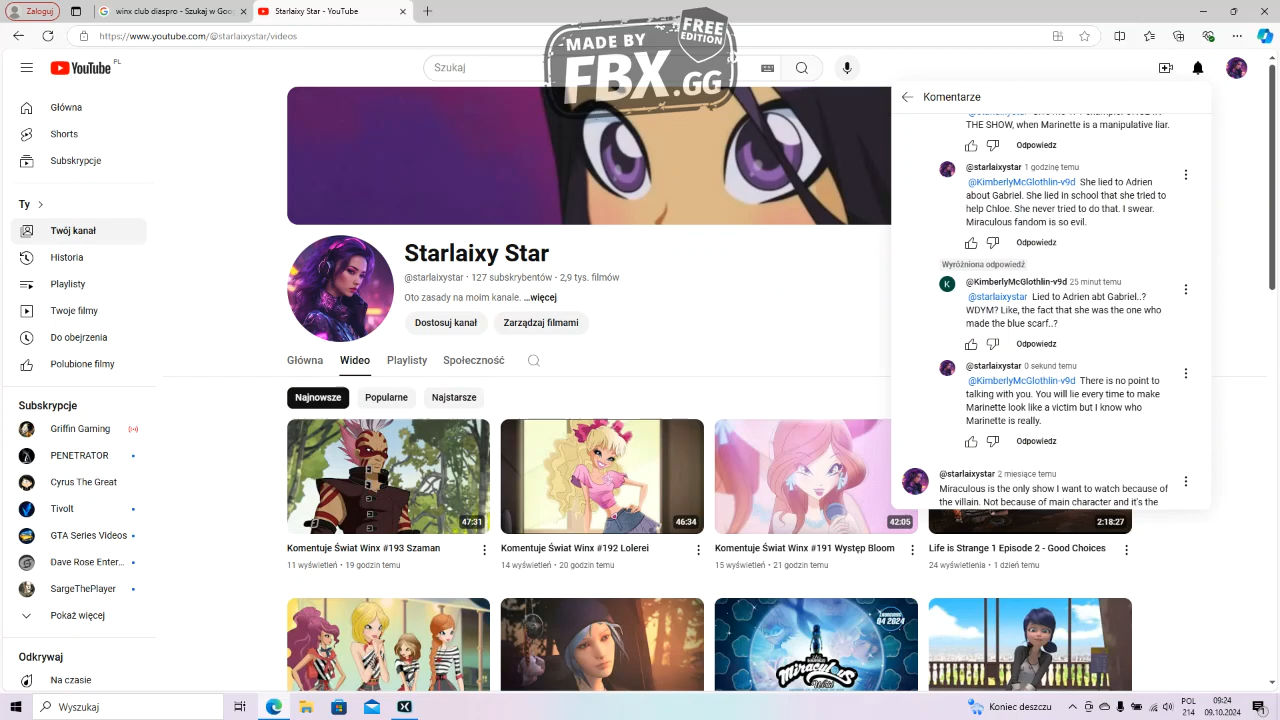 Zaloguj
winx club diaspro - Szukaj w Goo
Starlaixy Star - YouTube
https://www.youtube.com/@starlaixystar/videos
MADE BY
FBX.GG
FREE
EDITION
YouTube PL
Szukaj
Główna
Shorts
Subskrypcje
Ty
Twój kanał
Historia
Playlisty
Twoje filmy
Do obejrzenia
Polubione filmy
Subskrypcje
Griffin Gaming
PENETRATOR
Cyrus The Great
Tivolt
GTA Series Videos
Dave Rose Enter...
SargeThePlayer
Pokaż więcej
Odkrywaj
Na czasie
Starlaixy Star
@starlaixystar • 127 subskrybentów • 2,9 tys. filmów
Oto zasady na moim kanale. ...więcej
Dostosuj kanał
Zarządzaj filmami
Główna
Wideo
Playlisty
Społeczność
Najnowsze
Popularne
Najstarsze
47:31
46:34
42:05
2:18:27
Komentuje Świat Winx #193 Szaman
11 wyświetleń • 19 godzin temu
Komentuje Świat Winx #192 Lolerei
14 wyświetleń • 20 godzin temu
Komentuje Świat Winx #191 Występ Bloom
15 wyświetleń • 21 godzin temu
Life is Strange 1 Episode 2 - Good Choices
24 wyświetlenia • 1 dzień temu
LANGUAGE
Q4 2024
Miraculous
World
Komentarze
THE SHOW, when Marinette is a manipulative liar.
Odpowiedz
@starlaixystar 1 godzinę temu
@KimberlyMcGlothlin-v9d She lied to Adrien
about Gabriel. She lied in school that she tried to
help Chloe. She never tried to do that. I swear.
Miraculous fandom is so evil.
Odpowiedz
Wyróżniona odpowiedź
K
@KimberlyMcGlothlin-v9d 25 minut temu
@starlaixystar Lied to Adrien abt Gabriel..?
WDYM? Like, the fact that she was the one who
made the blue scarf..?
Odpowiedz
@starlaixystar 0 sekund temu
@KimberlyMcGlothlin-v9d There is no point to
talking with you. You will lie every time to make
Marinette look like a victim but I know who
Marinette is really.
Odpowiedz
@starlaixystar 2 miesiące temu
Miraculous is the only show I want to watch because of
the villain. Not because of main character and it's the
Wyszukaj
Koniec deszczu
POL
214
09:24
09.10.2024